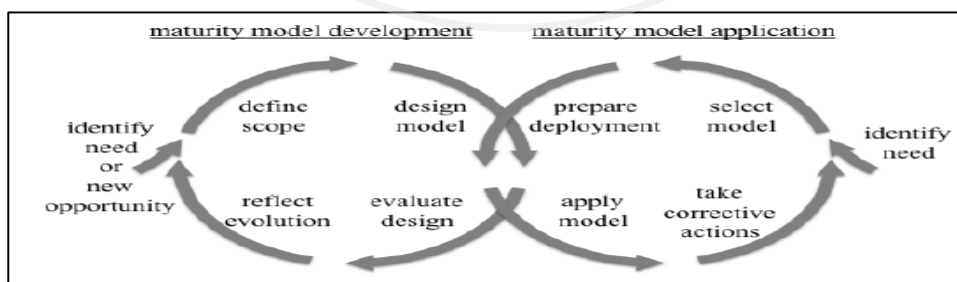 maturity model development
maturity model application
define
scope
design
model
prepare
deployment
select
model
identify
need
or
new
opportunity
identify
need
reflect
evolution
evaluate
design
apply
model
take
corrective
actions